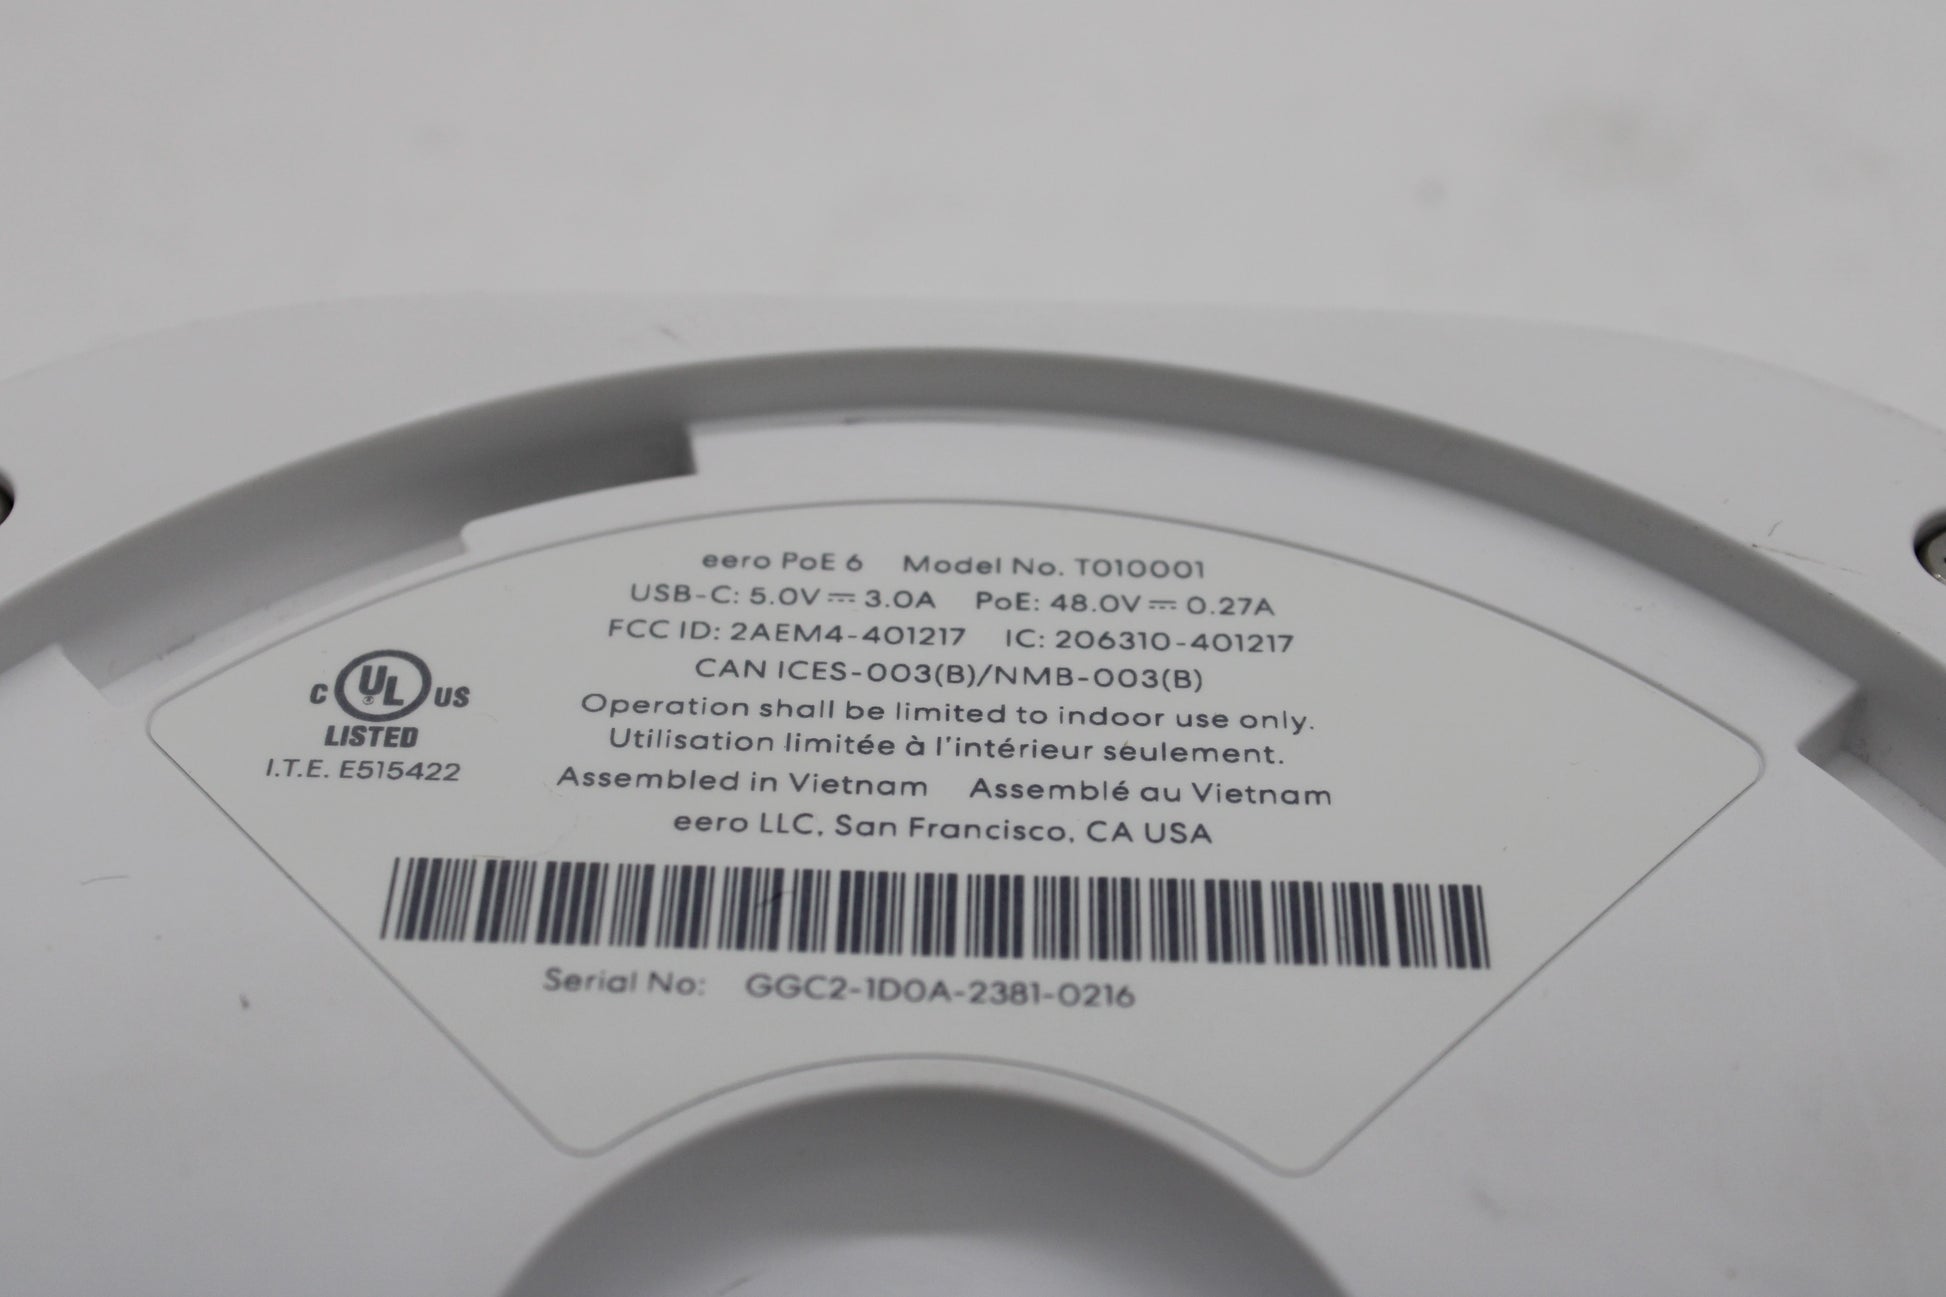 eero PoE 6 Model No. T010001
USB-C: 5.0V⎓3.0A PoE: 48.0V⎓0.27A
FCC ID: 2AEM4-401217 IC: 206310-401217
CAN ICES-003(B)/NMB-003(B)
Operation shall be limited to indoor use only.
Utilisation limitée à l'intérieur seulement.
Assembled in Vietnam Assemblé au Vietnam
eero LLC, San Francisco, CA USA
C UL US
LISTED
I.T.E. E515422
Serial No: GGC2-1D0A-2381-0216